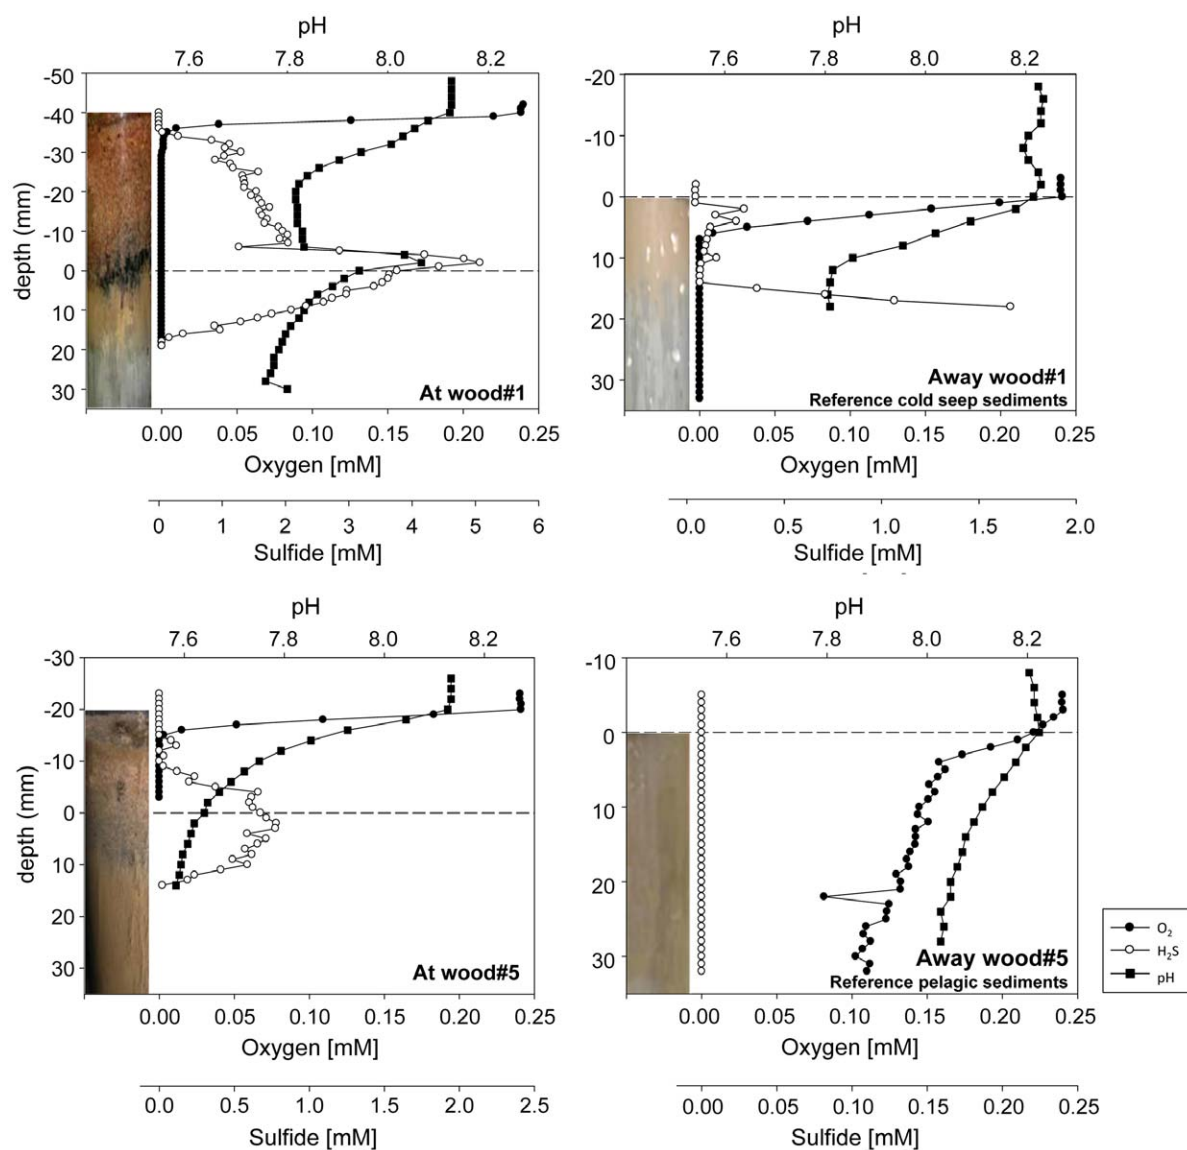 pH
7.6 7.8 8.0 8.2
-50
-40
-30
-20
-10
0
10
20
30
depth (mm)
At wood#1
0.00 0.05 0.10 0.15 0.20 0.25
Oxygen [mM]
0 1 2 3 4 5 6
Sulfide [mM]
pH
7.6 7.8 8.0 8.2
-20
-10
0
10
20
30
Away wood#1
Reference cold seep sediments
0.00 0.05 0.10 0.15 0.20 0.25
Oxygen [mM]
0.0 0.5 1.0 1.5 2.0
Sulfide [mM]
pH
7.6 7.8 8.0 8.2
-30
-20
-10
0
10
20
30
depth (mm)
At wood#5
0.00 0.05 0.10 0.15 0.20 0.25
Oxygen [mM]
0.0 0.5 1.0 1.5 2.0 2.5
Sulfide [mM]
pH
7.6 7.8 8.0 8.2
-10
0
10
20
30
Away wood#5
Reference pelagic sediments
0.00 0.05 0.10 0.15 0.20 0.25
Oxygen [mM]
0.00 0.05 0.10 0.15 0.20 0.25
Sulfide [mM]
O₂
H₂S
pH